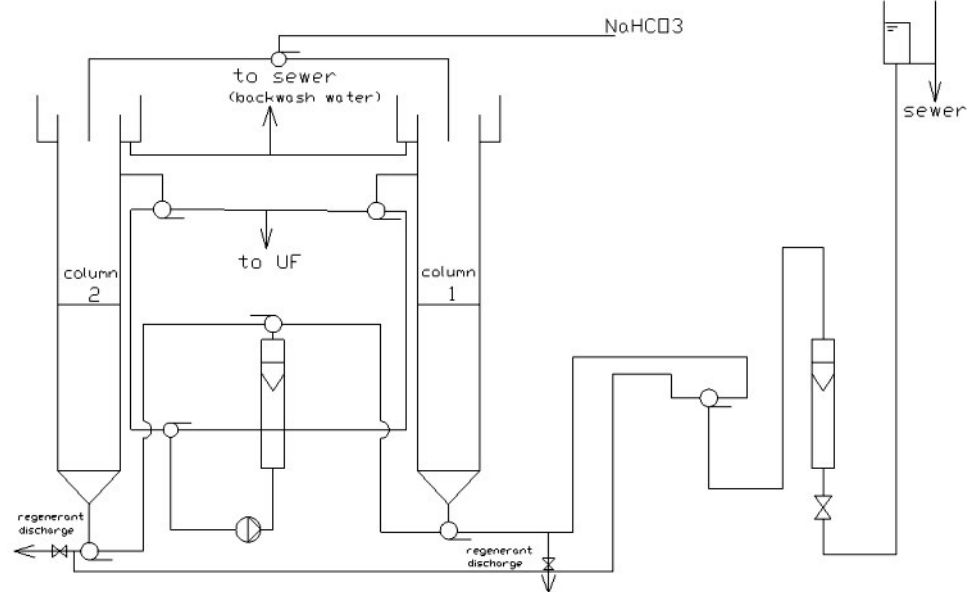 NaHCO3
to sewer
(backwash water)
sewer
to UF
column
2
column
1
regenerant
discharge
regenerant
discharge